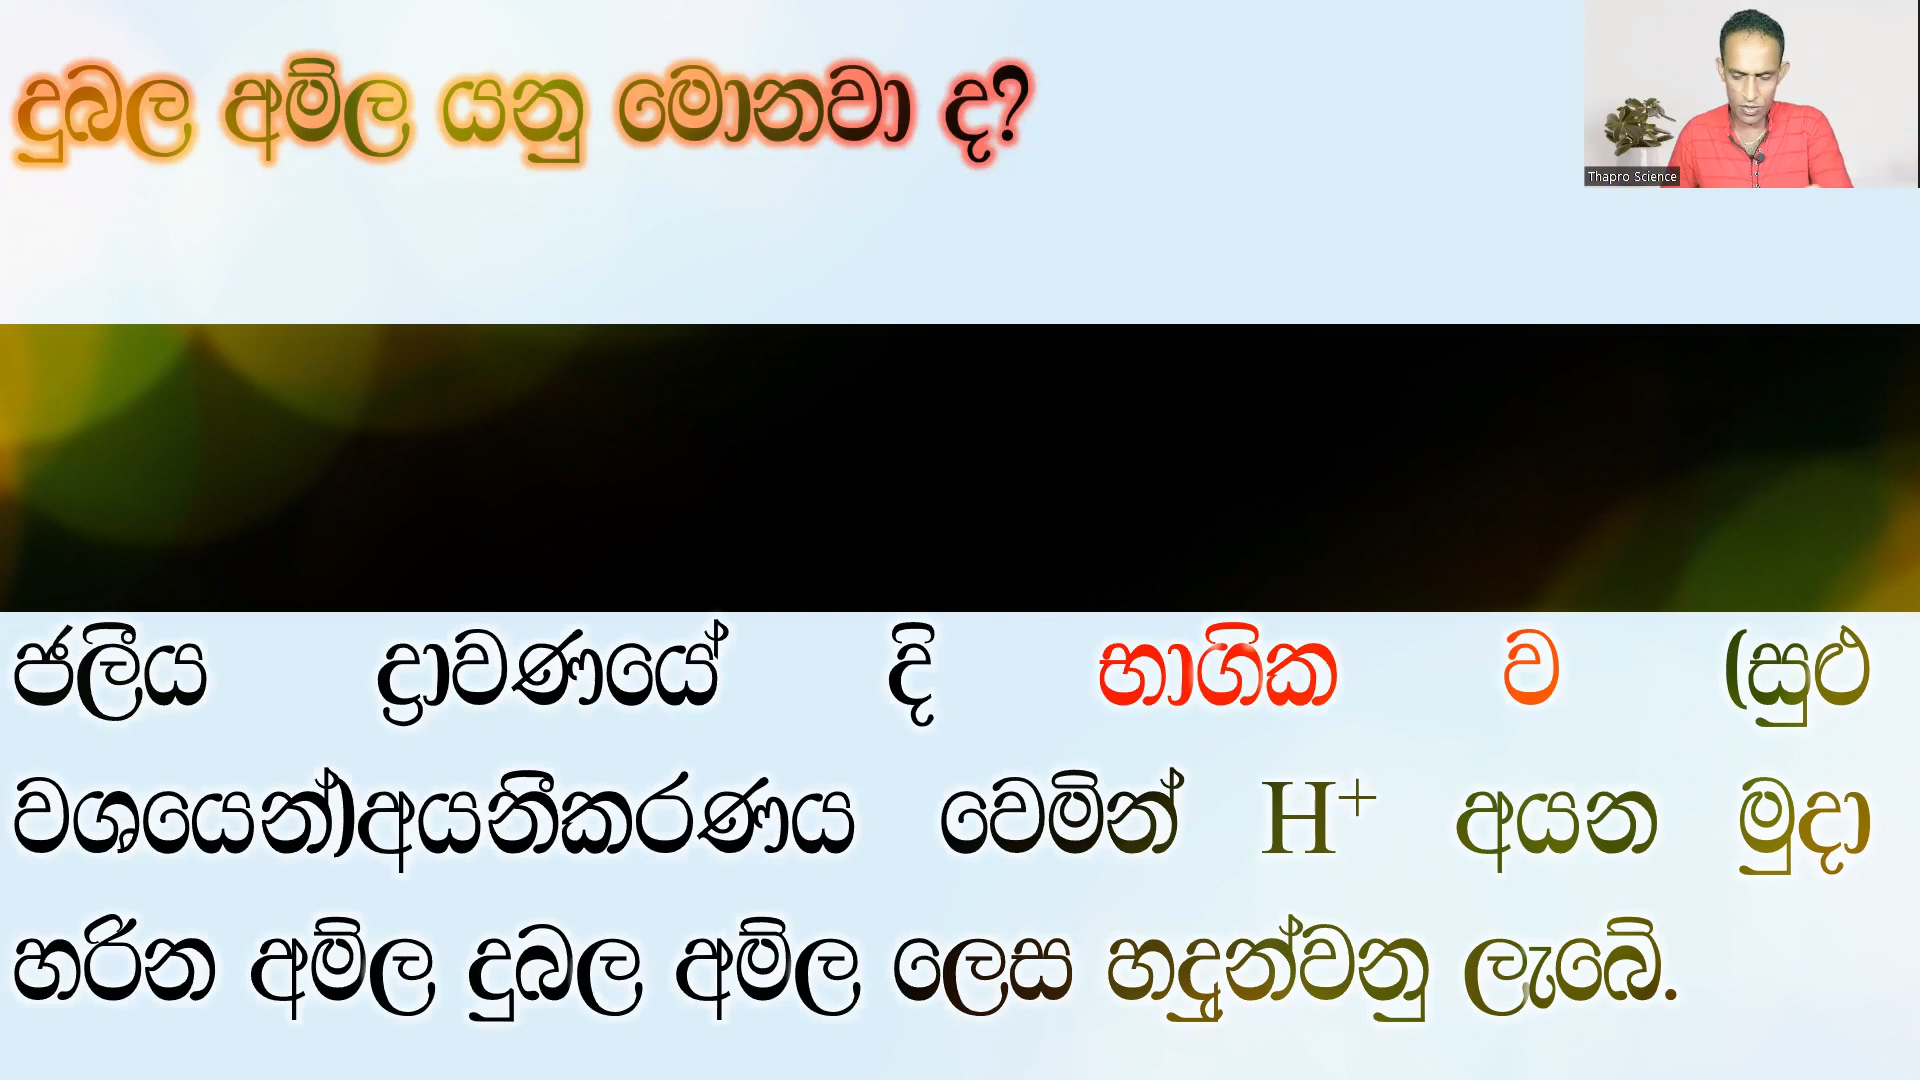 දුබල අම්ල යනු මොනවා ද?
Thapro Science
ජලීය ද්‍රාවණයේ දි භාගික ව (සුළු
වශයෙන්)අයනීකරණය වෙමින් H⁺ අයන මුදා
හරින අම්ල දුබල අම්ල ලෙස හඳුන්වනු ලැබේ.